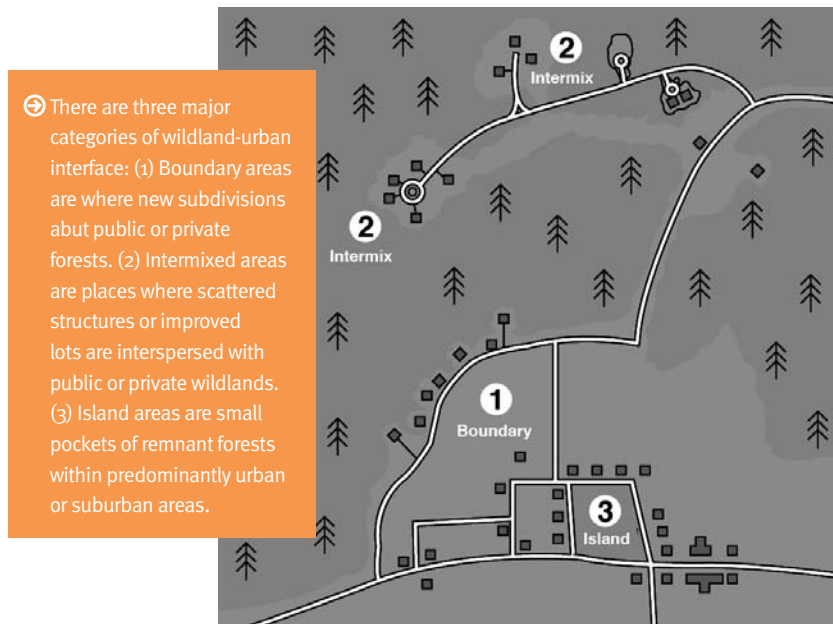 There are three major
categories of wildland-urban
interface: (1) Boundary areas
are where new subdivisions
abut public or private
forests. (2) Intermixed areas
are places where scattered
structures or improved
lots are interspersed with
public or private wildlands.
(3) Island areas are small
pockets of remnant forests
within predominantly urban
or suburban areas.
2
Intermix
2
Intermix
1
Boundary
3
Island